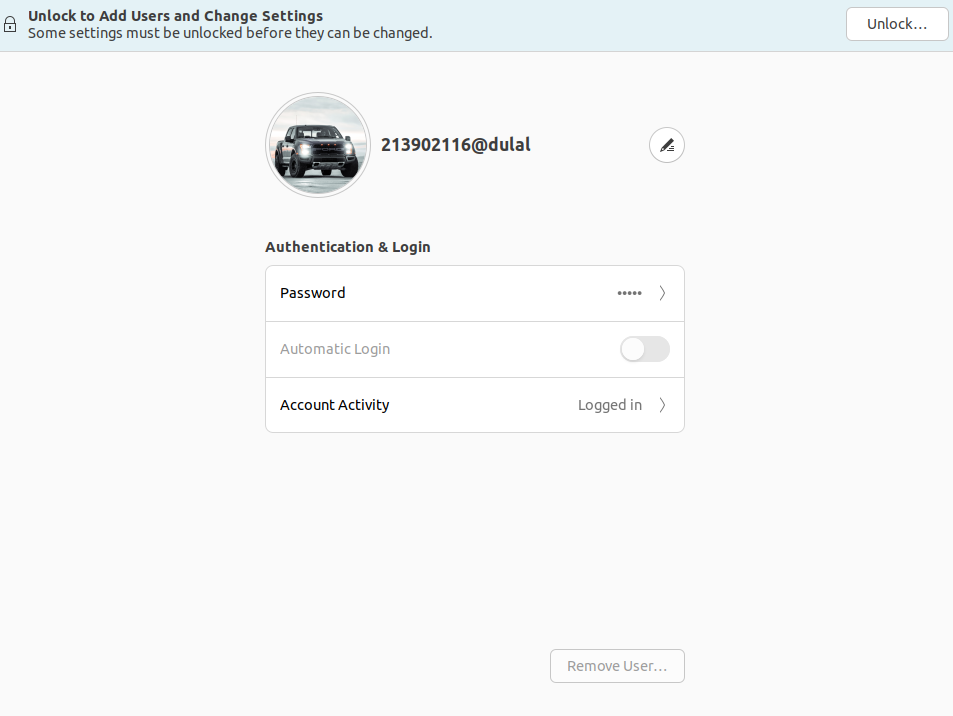 Unlock to Add Users and Change Settings
Some settings must be unlocked before they can be changed.
Unlock…
213902116@dulal
Authentication & Login
Password •••••
Automatic Login
Account Activity Logged in
Remove User…